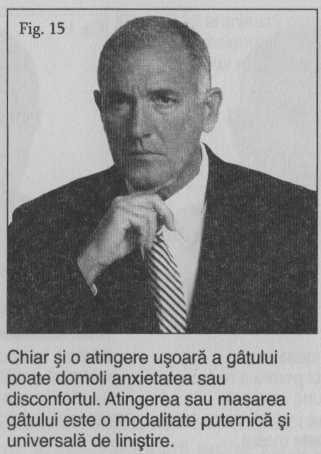 Fig. 15
Chiar şi o atingere uşoară a gâtului
poate domoli anxietatea sau
disconfortul. Atingerea sau masarea
gâtului este o modalitate puternică şi
universală de liniştire.